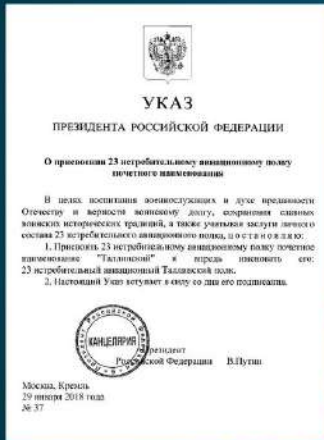 УКАЗ
ПРЕЗИДЕНТА РОССИЙСКОЙ ФЕДЕРАЦИИ
О присвоении 23 истребительному авиационному полку
почетного наименования
В целях воспитания военнослужащих в духе преданности
Отечеству и верности воинскому долгу, сохранения славных
воинских исторических традиций, а также учитывая заслуги личного
состава 23 истребительного авиационного полка, постановляю:
1. Присвоить 23 истребительному авиационному полку почетное
наименование "Таллинский" и впредь именовать его:
23 истребительный авиационный Таллинский полк.
2. Настоящий Указ вступает в силу со дня его подписания.
Президент
Российской Федерации В.Путин
КАНЦЕЛЯРИЯ
Москва, Кремль
29 января 2018 года
№ 37